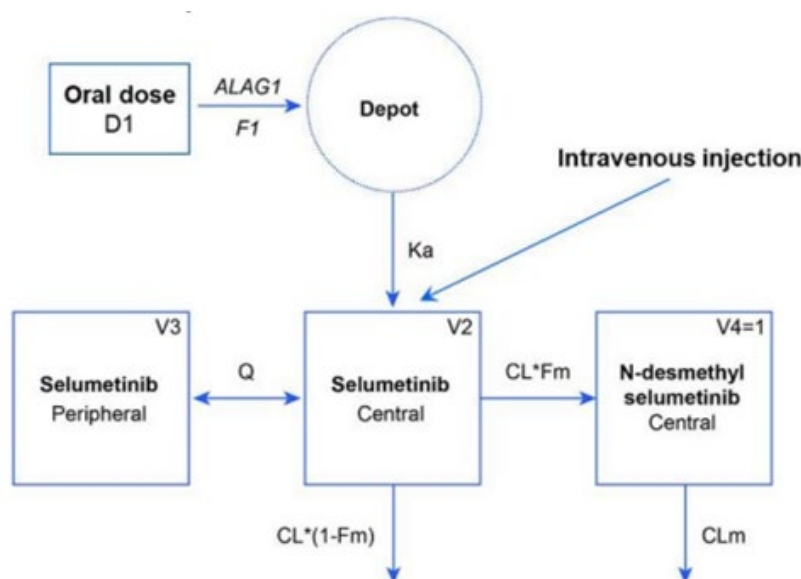 Oral dose
D1
ALAG1
F1
Depot
Intravenous injection
Ka
V3
Selumetinib
Peripheral
Q
V2
Selumetinib
Central
CL*Fm
V4=1
N-desmethyl
selumetinib
Central
CL*(1-Fm)
CLm